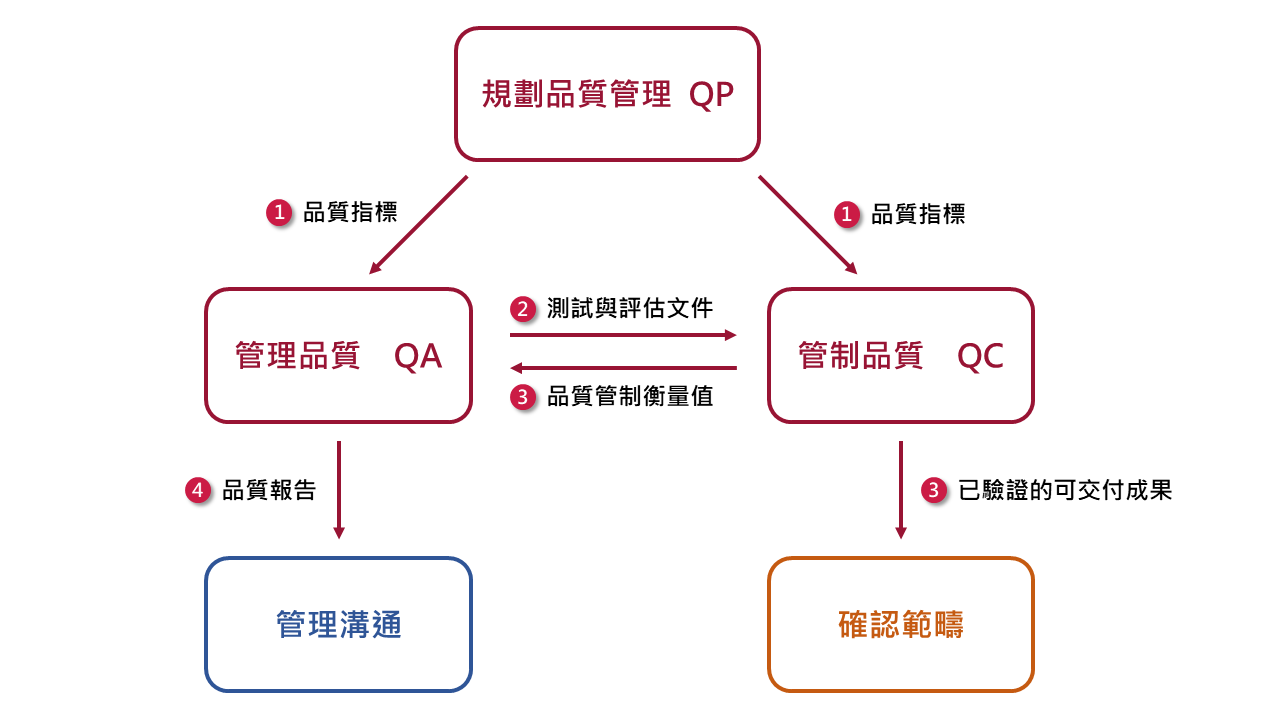 規劃品質管理 QP
1 品質指標
1 品質指標
2 測試與評估文件
管理品質 QA
管制品質 QC
3 品質管制衡量值
4 品質報告
3 已驗證的可交付成果
管理溝通
確認範疇